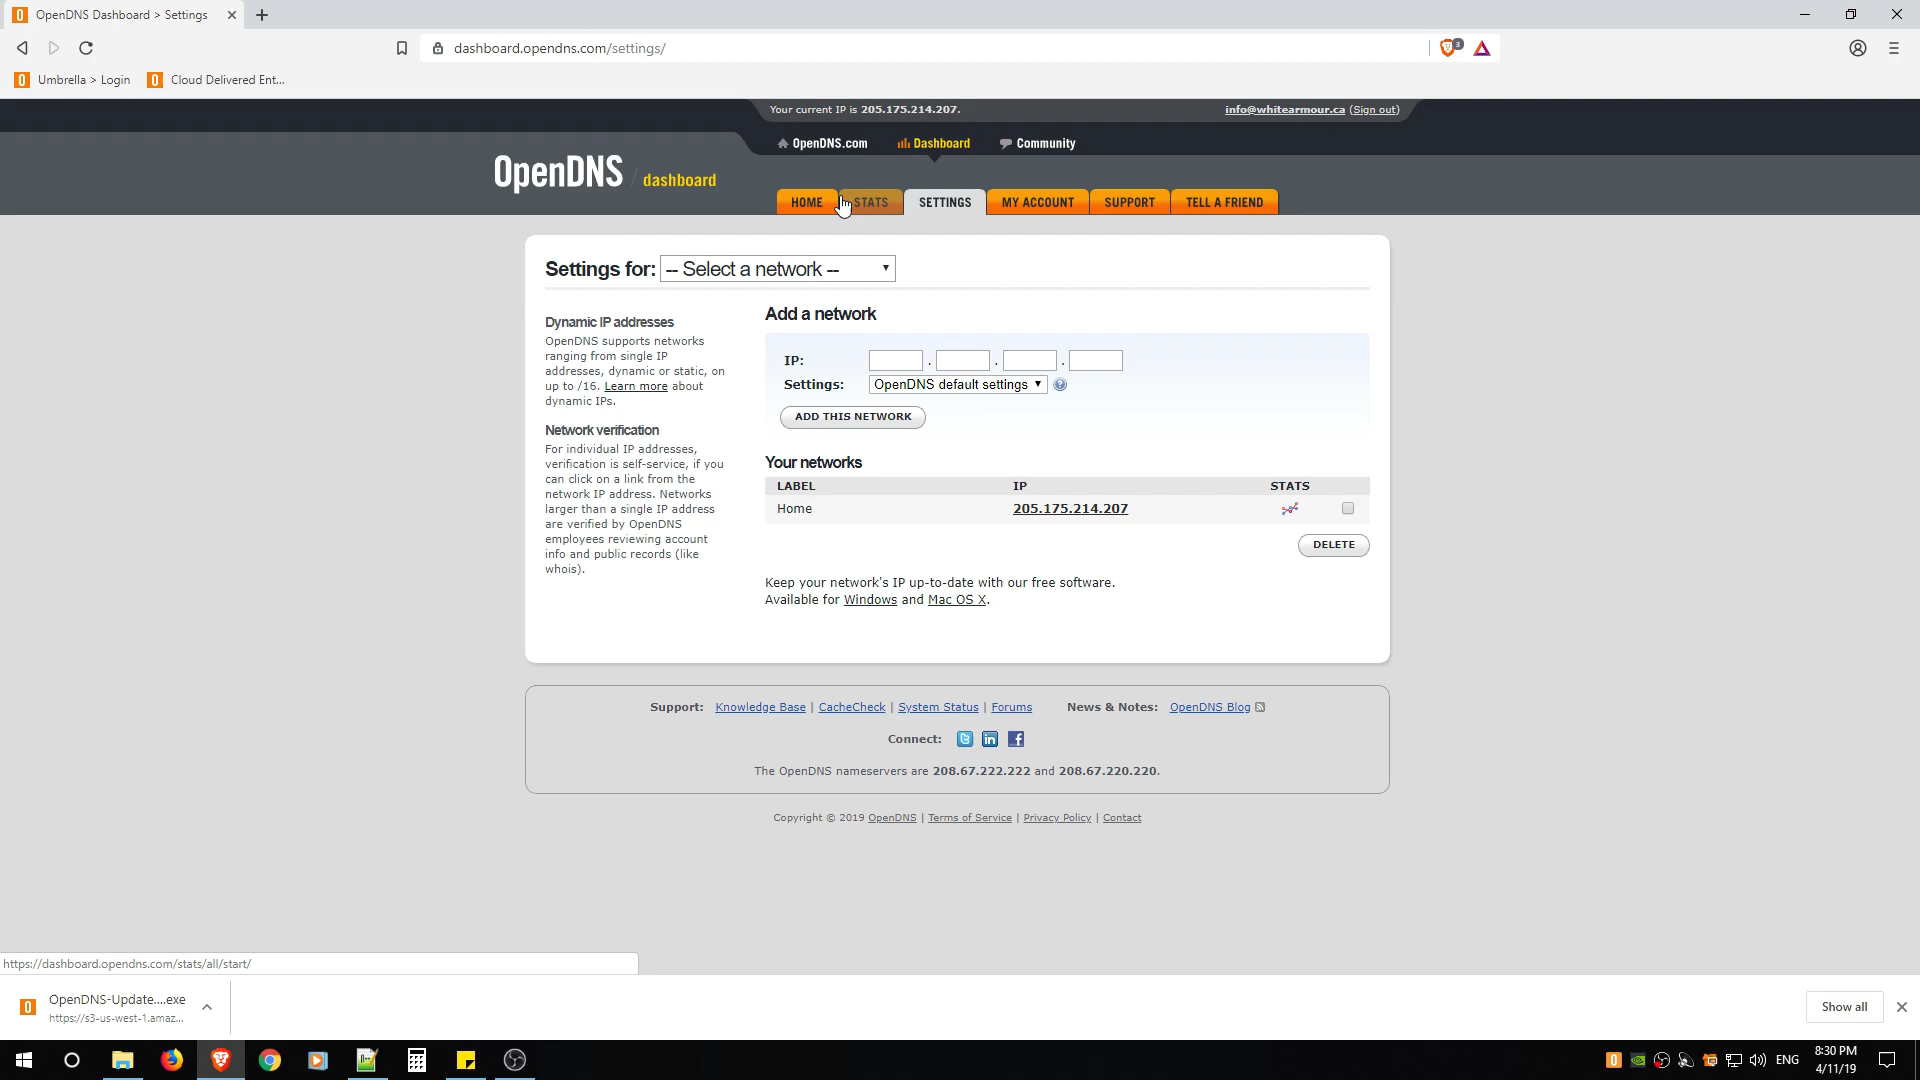 OpenDNS Dashboard > Settings
dashboard.opendns.com/settings/
3
Umbrella > Login
Cloud Delivered Ent...
Your current IP is 205.175.214.207.
info@whitearmour.ca (Sign out)
OpenDNS.com
Dashboard
Community
OpenDNS / dashboard
HOME
STATS
SETTINGS
MY ACCOUNT
SUPPORT
TELL A FRIEND
Settings for: -- Select a network --
Dynamic IP addresses
OpenDNS supports networks
ranging from single IP
addresses, dynamic or static, on
up to /16. Learn more about
dynamic IPs.
Network verification
For individual IP addresses,
verification is self-service, if you
can click on a link from the
network IP address. Networks
larger than a single IP address
are verified by OpenDNS
employees reviewing account
info and public records (like
whois).
Add a network
IP: . . .
Settings: OpenDNS default settings ?
ADD THIS NETWORK
Your networks
LABEL IP STATS
Home 205.175.214.207
DELETE
Keep your network's IP up-to-date with our free software.
Available for Windows and Mac OS X.
Support: Knowledge Base | CacheCheck | System Status | Forums News & Notes: OpenDNS Blog
Connect:
The OpenDNS nameservers are 208.67.222.222 and 208.67.220.220.
Copyright © 2019 OpenDNS | Terms of Service | Privacy Policy | Contact
https://dashboard.opendns.com/stats/all/start/
OpenDNS-Update....exe
https://s3-us-west-1.amaz...
Show all
ENG
8:30 PM
4/11/19